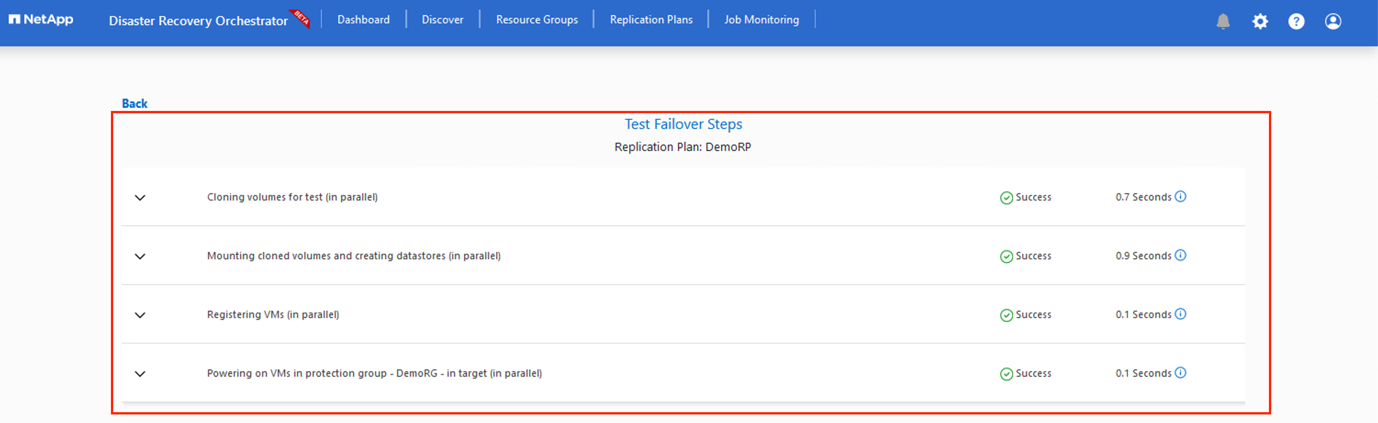 NetApp Disaster Recovery Orchestrator BETA Dashboard Discover Resource Groups Replication Plans Job Monitoring
Back
Test Failover Steps
Replication Plan: DemoRP
Cloning volumes for test (in parallel) Success 0.7 Seconds
Mounting cloned volumes and creating datastores (in parallel) Success 0.9 Seconds
Registering VMs (in parallel) Success 0.1 Seconds
Powering on VMs in protection group - DemoRG - in target (in parallel) Success 0.1 Seconds